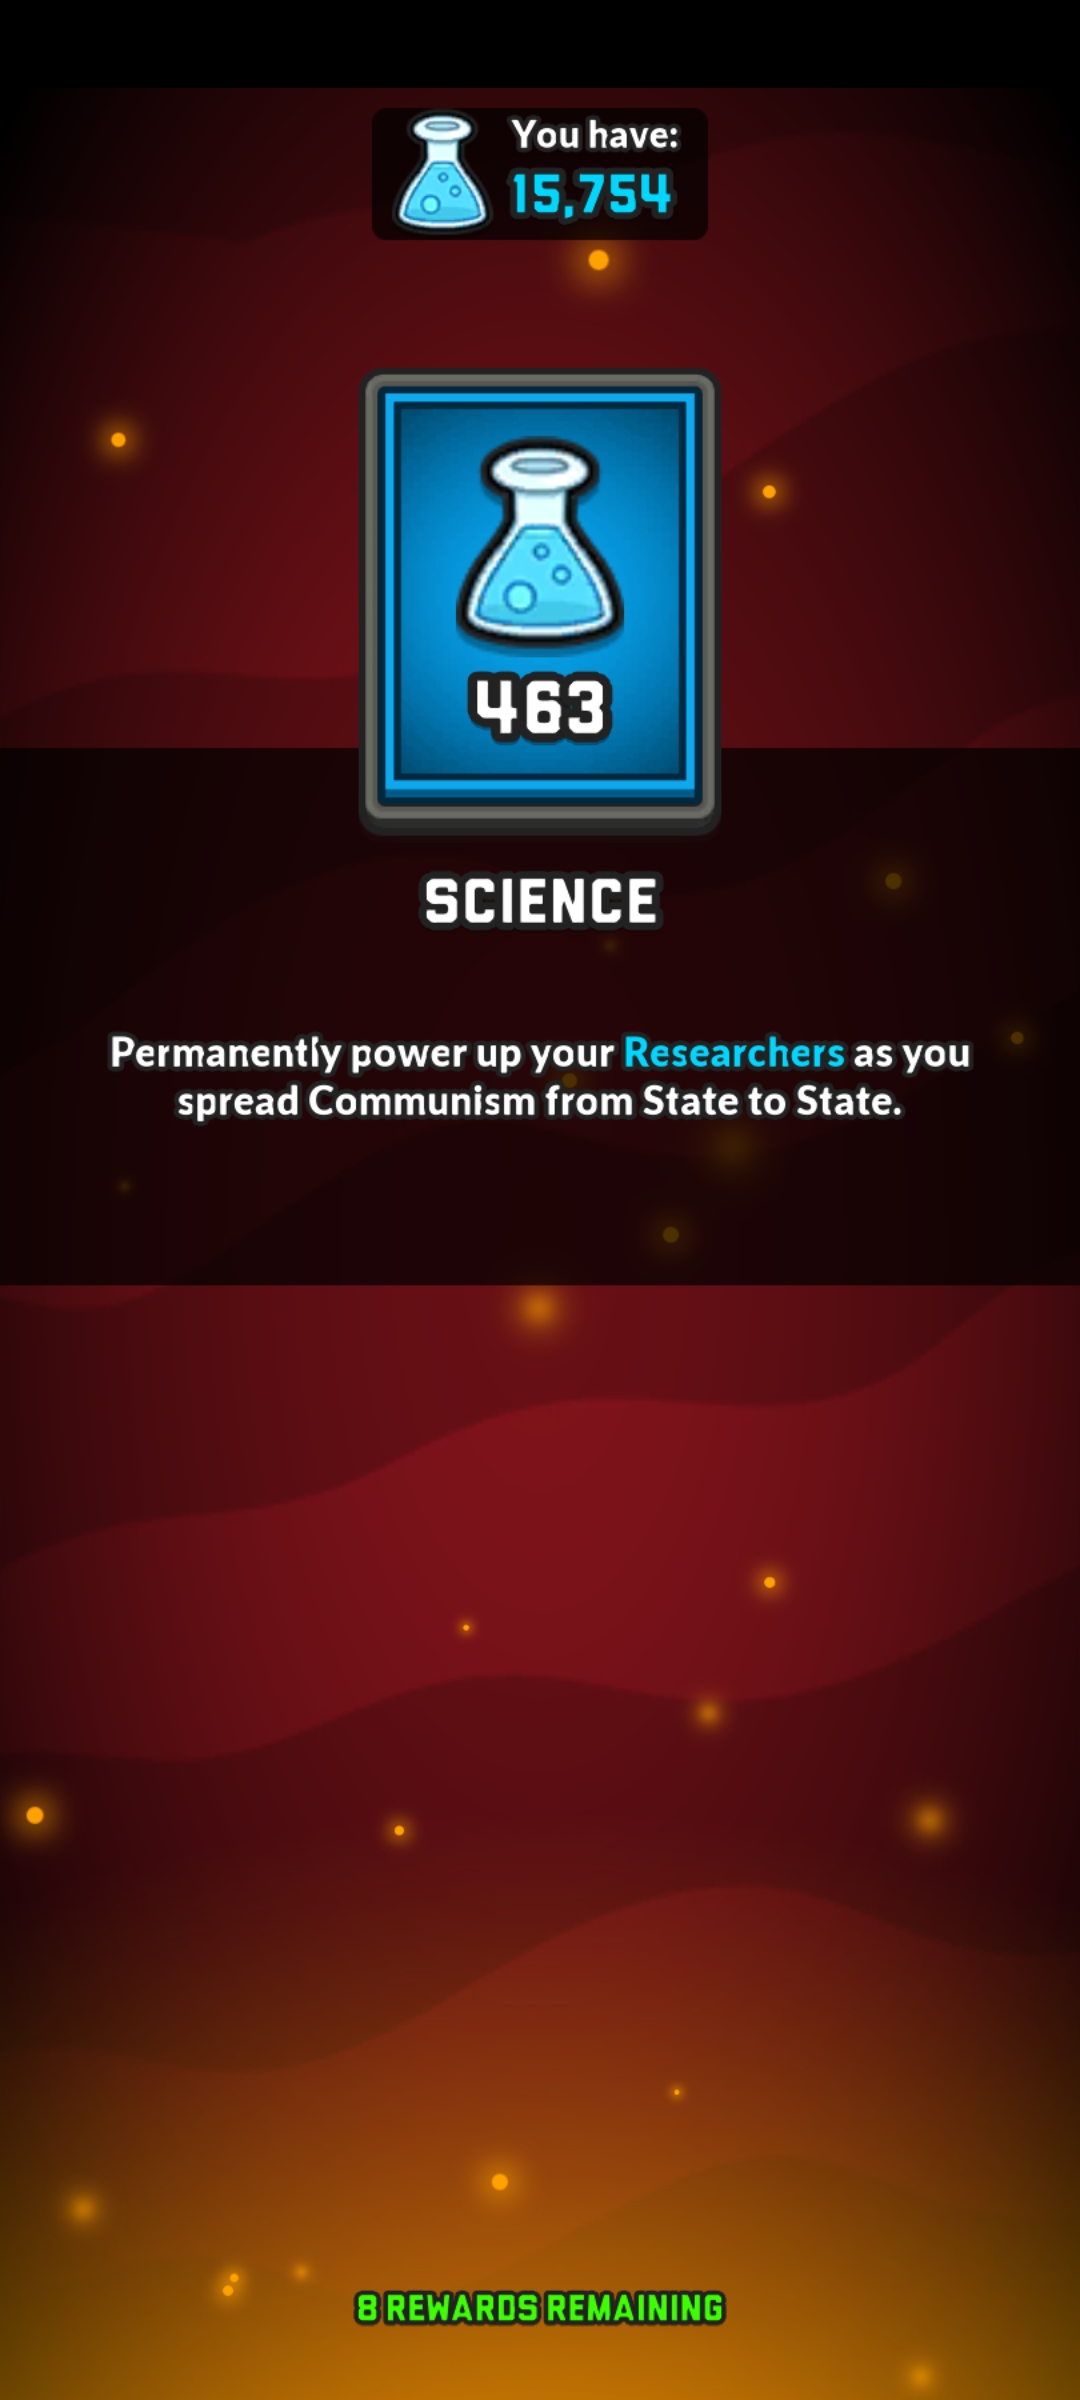 You have:
15,754
463
SCIENCE
Permanently power up your Researchers as you
spread Communism from State to State.
8 REWARDS REMAINING